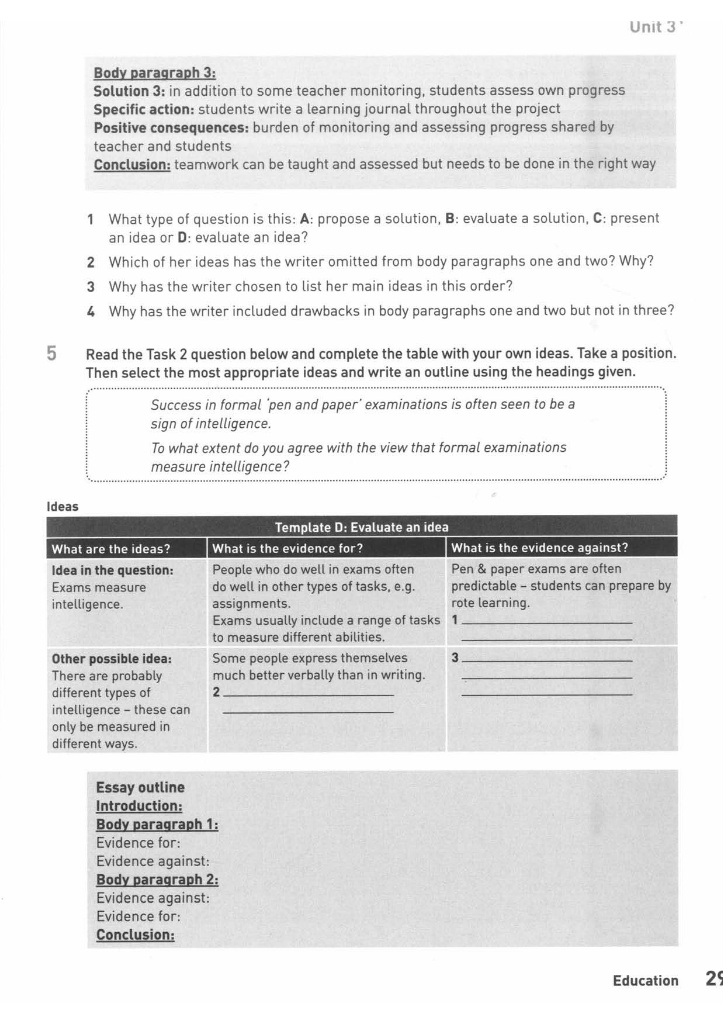 Unit 3
Body paragraph 3:
Solution 3: in addition to some teacher monitoring, students assess own progress
Specific action: students write a learning journal throughout the project
Positive consequences: burden of monitoring and assessing progress shared by
teacher and students
Conclusion: teamwork can be taught and assessed but needs to be done in the right way
1 What type of question is this: A: propose a solution, B: evaluate a solution, C: present
an idea or D: evaluate an idea?
2 Which of her ideas has the writer omitted from body paragraphs one and two? Why?
3 Why has the writer chosen to list her main ideas in this order?
4 Why has the writer included drawbacks in body paragraphs one and two but not in three?
5 Read the Task 2 question below and complete the table with your own ideas. Take a position.
Then select the most appropriate ideas and write an outline using the headings given.
Success in formal 'pen and paper' examinations is often seen to be a
sign of intelligence.
To what extent do you agree with the view that formal examinations
measure intelligence?
Ideas
Template D: Evaluate an idea
What are the ideas?
What is the evidence for?
What is the evidence against?
Idea in the question:
Exams measure
intelligence.
People who do well in exams often
do well in other types of tasks, e.g.
assignments.
Exams usually include a range of tasks
to measure different abilities.
Pen & paper exams are often
predictable – students can prepare by
rote learning.
1
Other possible idea:
There are probably
different types of
intelligence – these can
only be measured in
different ways.
Some people express themselves
much better verbally than in writing.
2
3
Essay outline
Introduction:
Body paragraph 1:
Evidence for:
Evidence against:
Body paragraph 2:
Evidence against:
Evidence for:
Conclusion:
Education 29